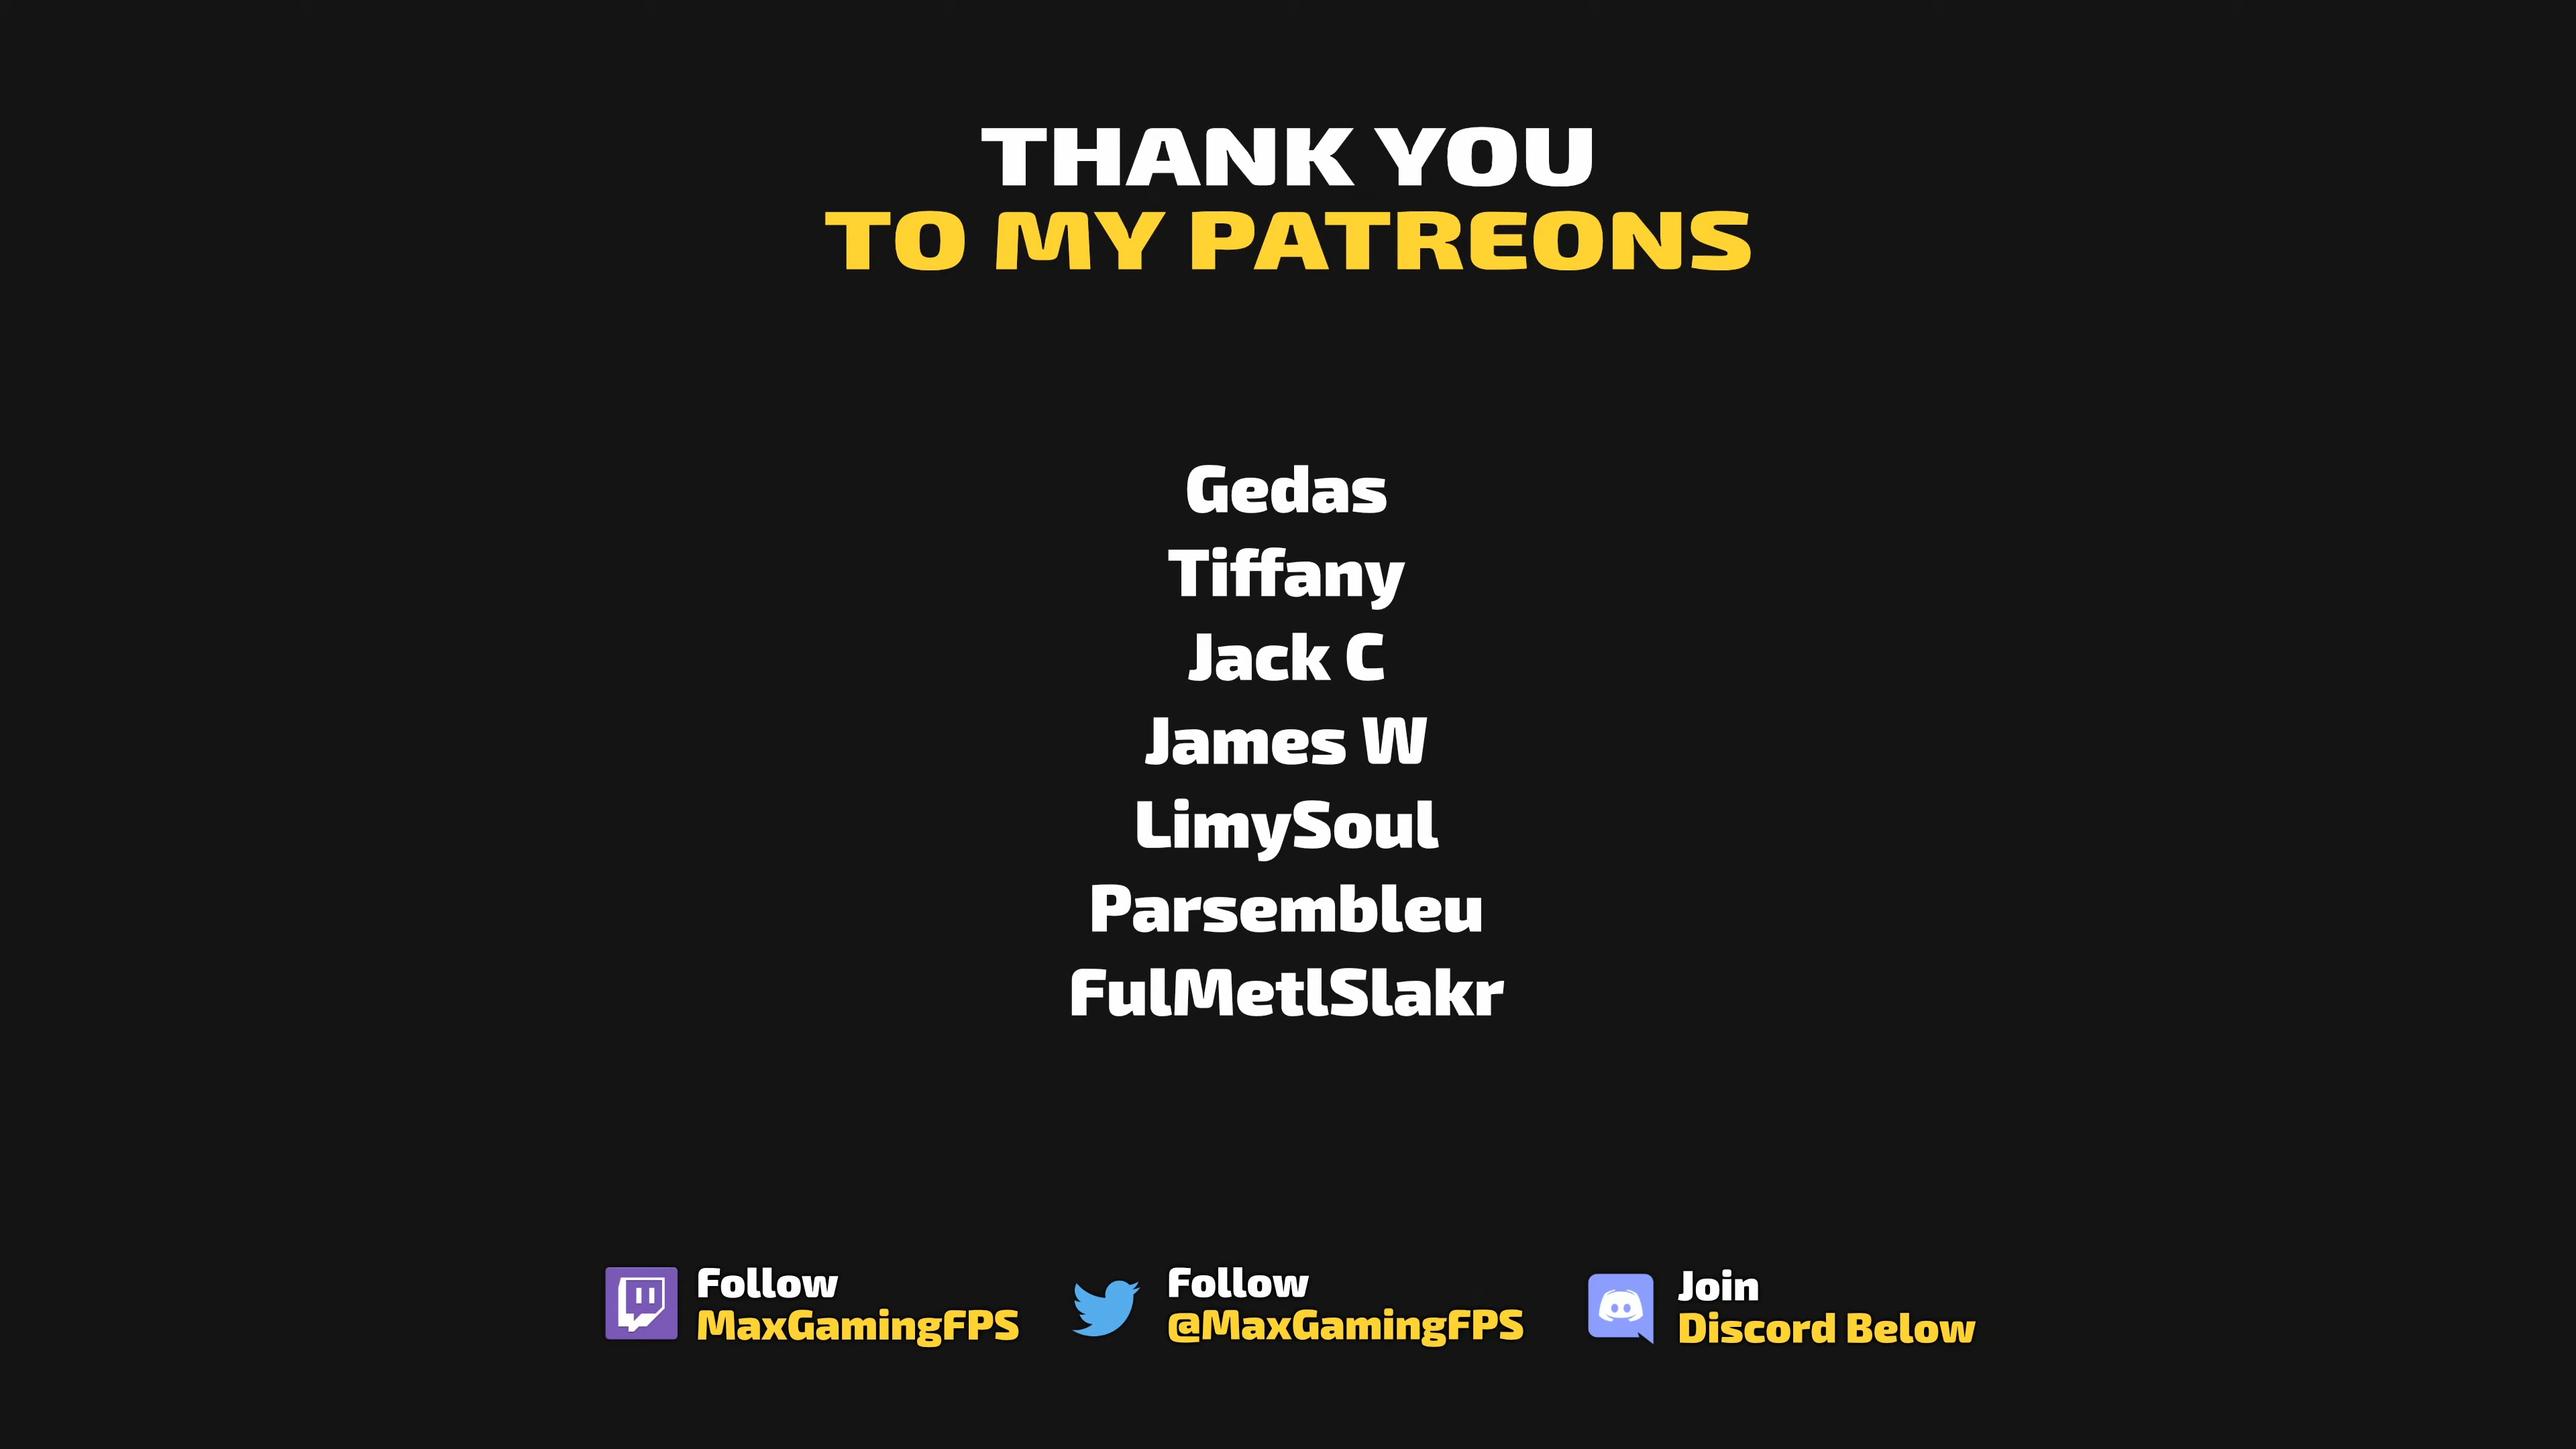 THANK YOU
TO MY PATREONS
Gedas
Tiffany
Jack C
James W
LimySoul
Parsembleu
FulMetlSlakr
Follow
MaxGamingFPS
Follow
@MaxGamingFPS
Join
Discord Below